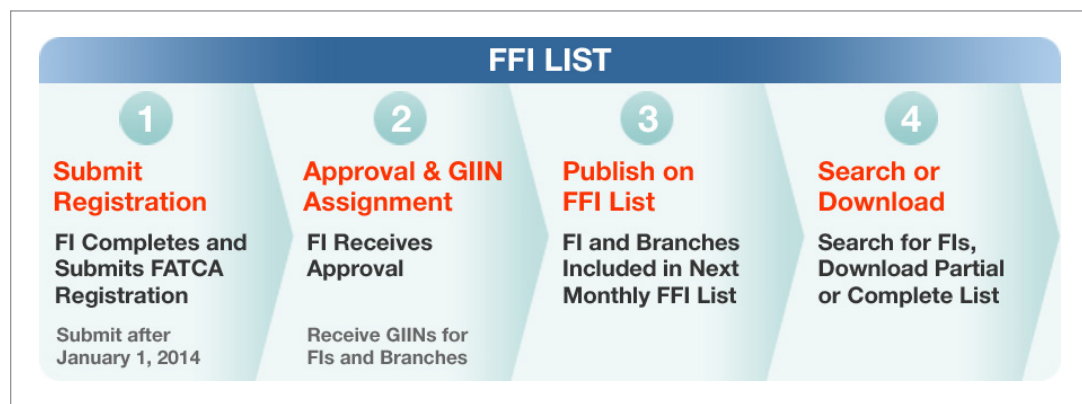 FFI LIST
1
Submit
Registration
FI Completes and
Submits FATCA
Registration
Submit after
January 1, 2014
2
Approval & GIIN
Assignment
FI Receives
Approval
Receive GIINs for
FIs and Branches
3
Publish on
FFI List
FI and Branches
Included in Next
Monthly FFI List
4
Search or
Download
Search for FIs,
Download Partial
or Complete List